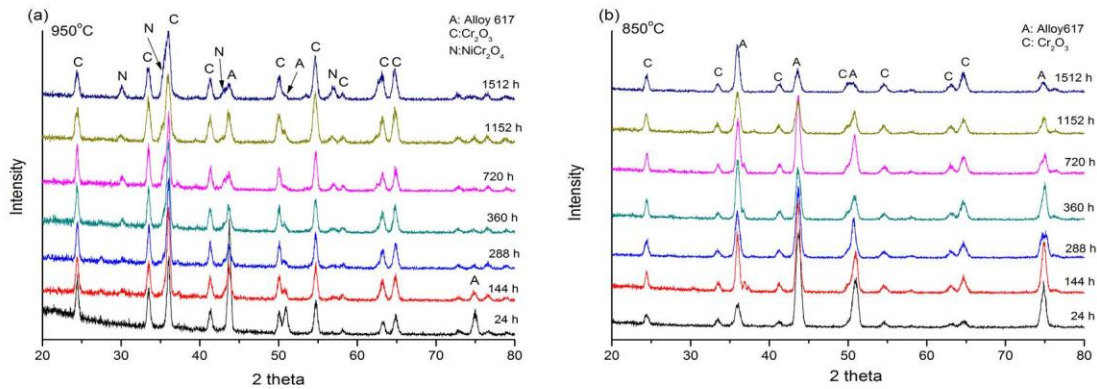 (a)
950°C
A: Alloy 617
C:Cr₂O₃
N:NiCr₂O₄
C
N
C
N
C
N
C
A
C
A
C
N
C
C
C
1512 h
1152 h
720 h
360 h
288 h
A
144 h
24 h
Intensity
20 30 40 50 60 70 80
2 theta
(b)
850°C
A: Alloy617
C: Cr₂O₃
C
C
A
C
A
C A
C
C
C
A
1512 h
1152 h
720 h
360 h
288 h
144 h
24 h
Intensity
20 30 40 50 60 70 80
2 theta